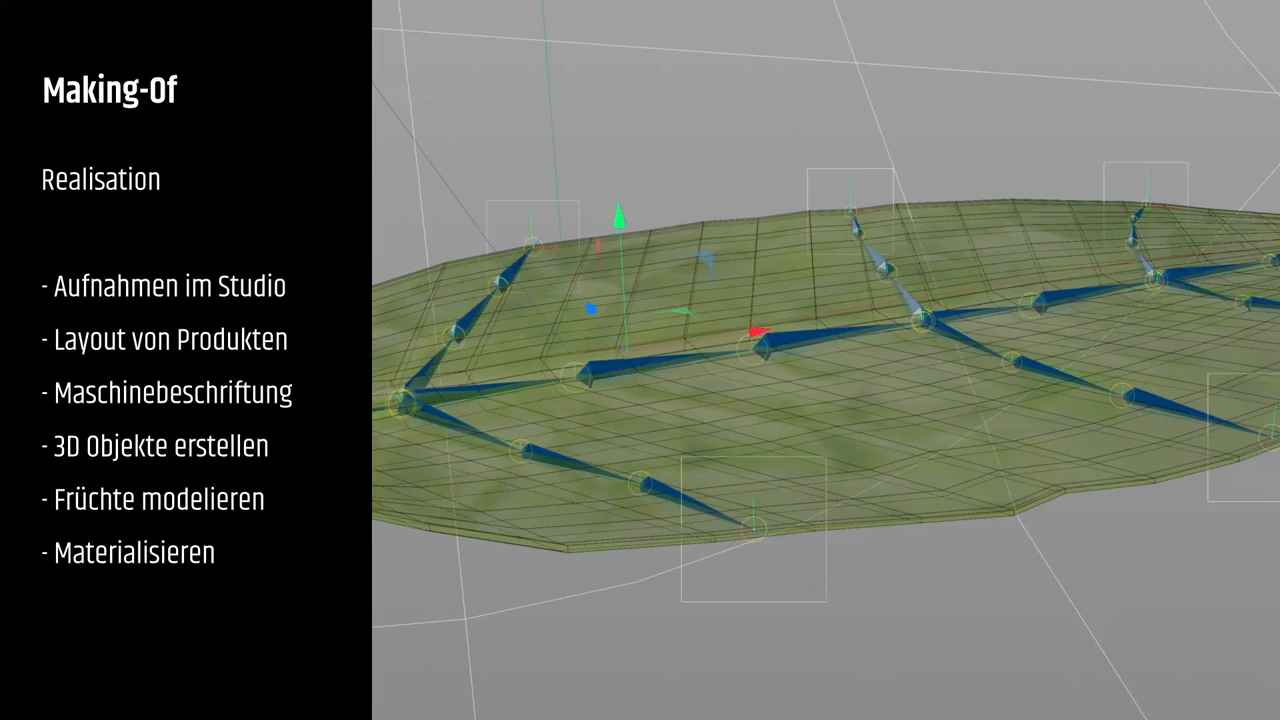 Making-Of
Realisation
- Aufnahmen im Studio
- Layout von Produkten
- Maschinebeschriftung
- 3D Objekte erstellen
- Früchte modelieren
- Materialisieren